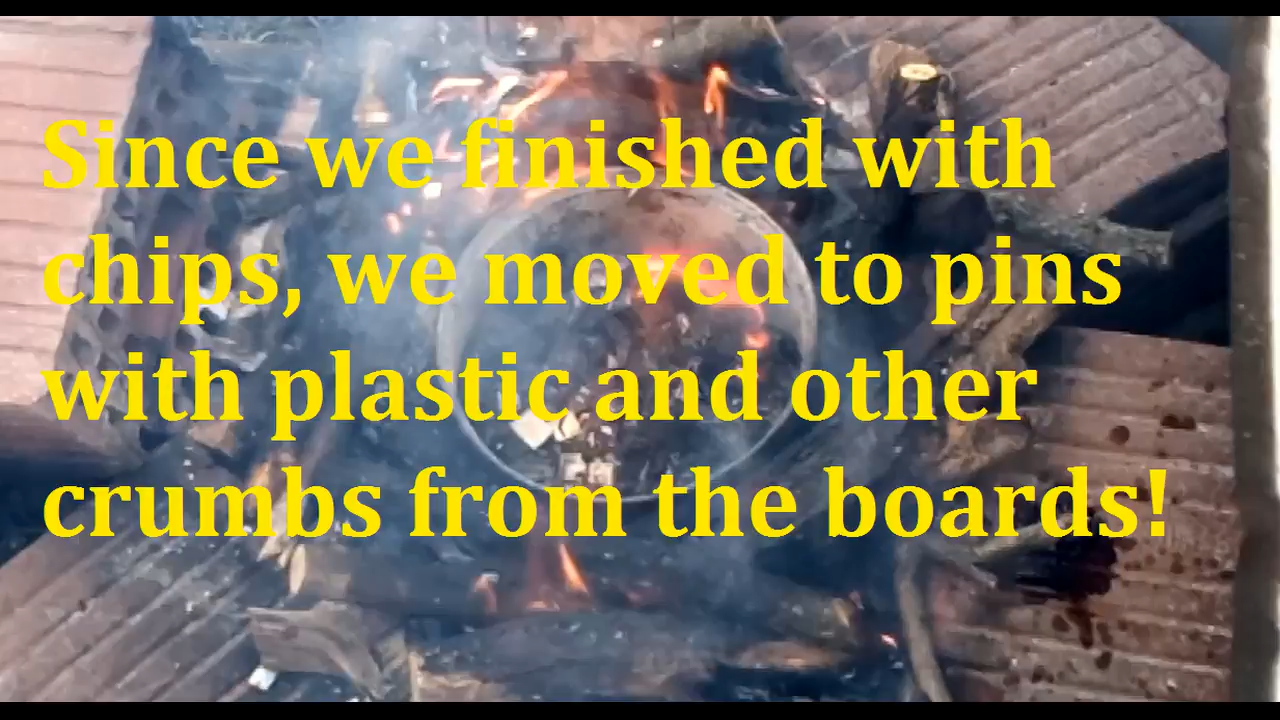 Since we finished with
chips, we moved to pins
with plastic and other
crumbs from the boards!